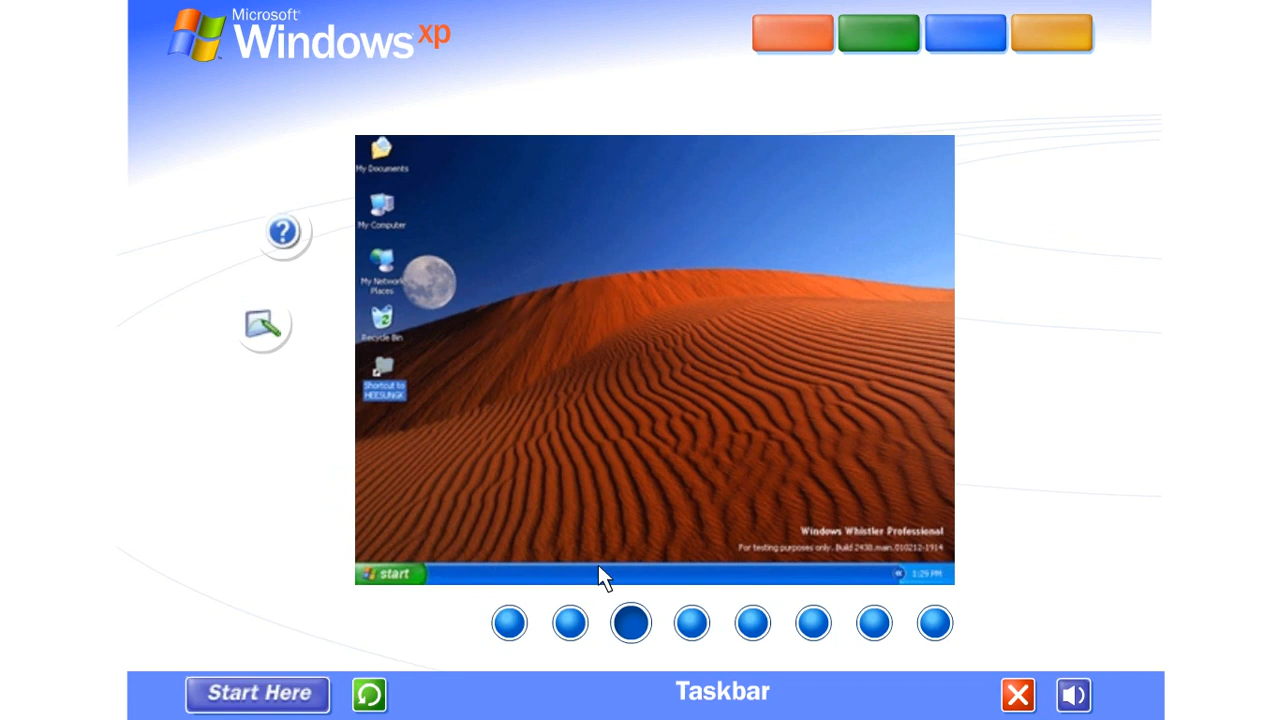 Microsoft®
Windows xp
My Documents
My Computer
My Network
Places
Recycle Bin
Shortcut to
Windows Whistler Professional
For testing purposes only. Build 2430.main.010212-1914
start
1:29 PM
Start Here
Taskbar